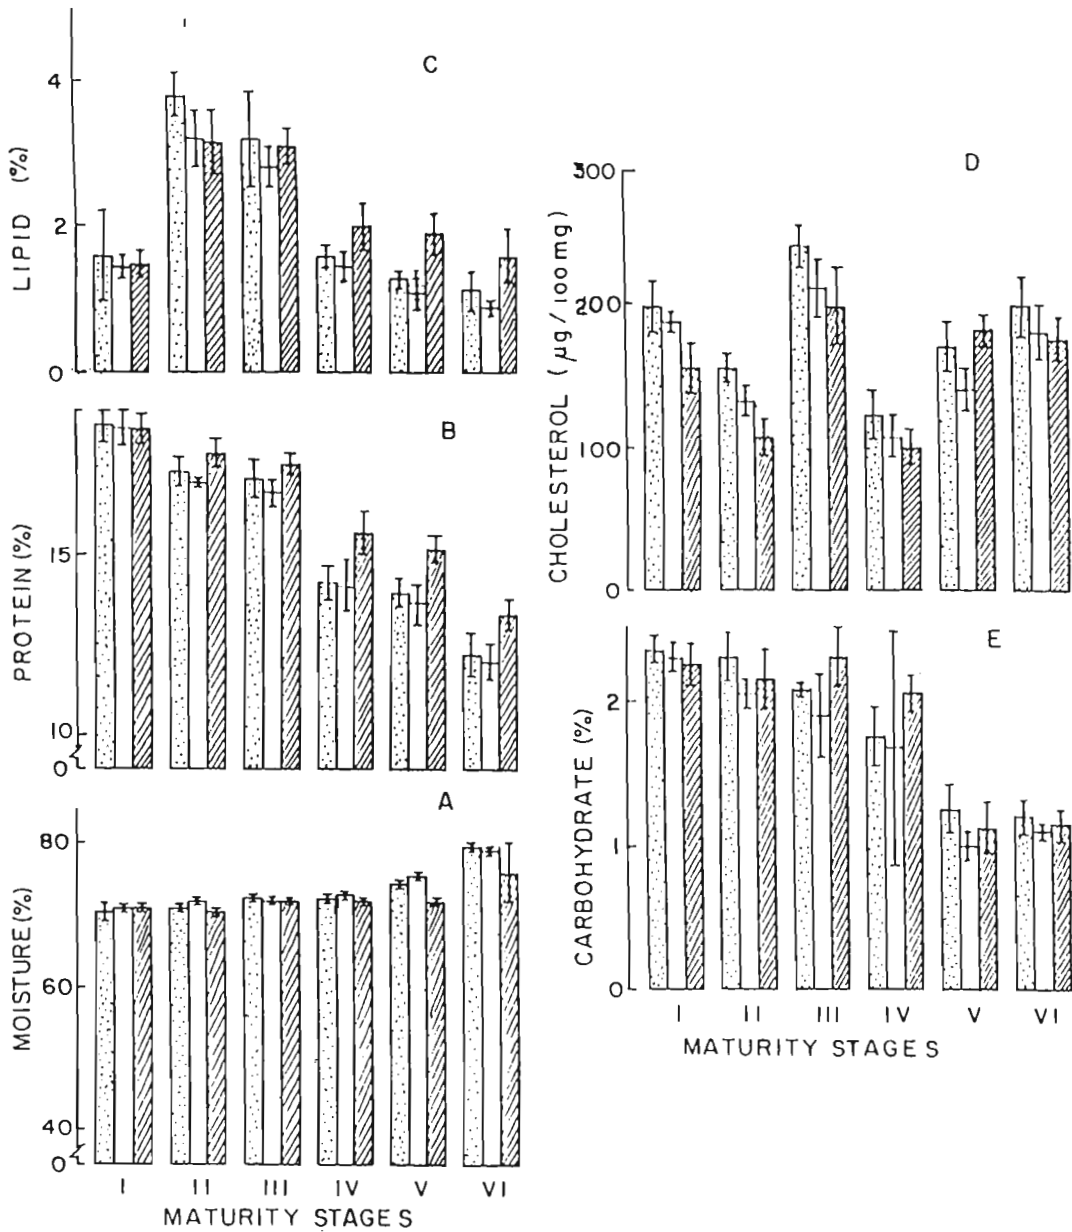 C
4
2
0
LIPID (%)
B
15
10
0
PROTEIN (%)
A
80
60
40
0
MOISTURE (%)
I II III IV V VI
MATURITY STAGES
D
300
200
100
0
CHOLESTEROL (µg/100mg)
E
2
1
0
CARBOHYDRATE (%)
I II III IV V VI
MATURITY STAGES